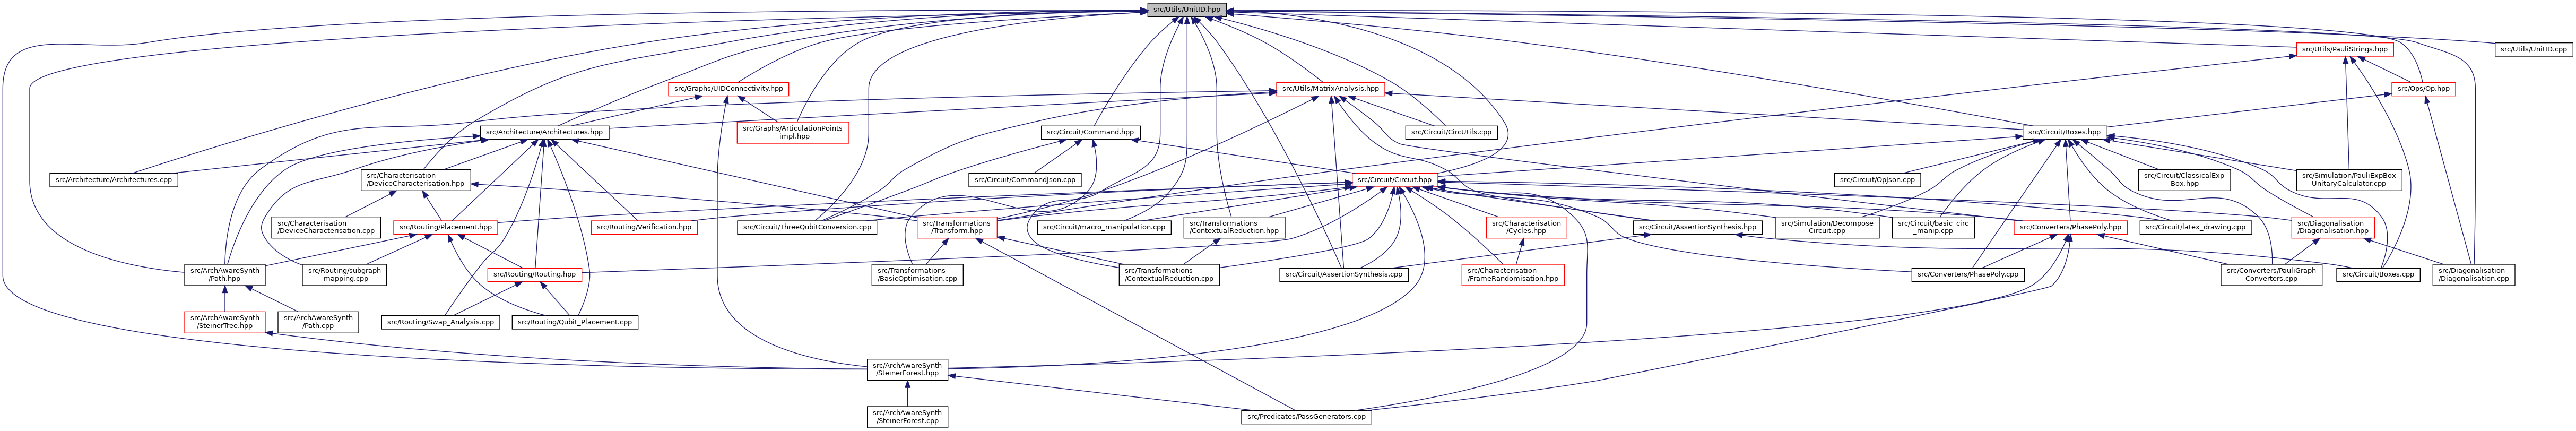 src/Utils/UnitID.hpp
src/Utils/PauliStrings.hpp
src/Utils/UnitID.cpp
src/Graphs/UIDConnectivity.hpp
src/Utils/MatrixAnalysis.hpp
src/Ops/Op.hpp
src/Architecture/Architectures.hpp
src/Graphs/ArticulationPoints
_impl.hpp
src/Circuit/Command.hpp
src/Circuit/CircUtils.cpp
src/Circuit/Boxes.hpp
src/Architecture/Architectures.cpp
src/Characterisation
/DeviceCharacterisation.hpp
src/Circuit/CommandJson.cpp
src/Circuit/Circuit.hpp
src/Circuit/OpJson.cpp
src/Circuit/ClassicalExp
Box.hpp
src/Simulation/PauliExpBox
UnitaryCalculator.cpp
src/Characterisation
/DeviceCharacterisation.cpp
src/Routing/Placement.hpp
src/Routing/Verification.hpp
src/Circuit/ThreeQubitConversion.cpp
src/Transformations
/Transform.hpp
src/Circuit/macro_manipulation.cpp
src/Transformations
/ContextualReduction.hpp
src/Characterisation
/Cycles.hpp
src/Circuit/AssertionSynthesis.hpp
src/Simulation/Decompose
Circuit.cpp
src/Circuit/basic_circ
_manip.cpp
src/Converters/PhasePoly.hpp
src/Circuit/latex_drawing.cpp
src/Diagonalisation
/Diagonalisation.hpp
src/ArchAwareSynth
/Path.hpp
src/Routing/subgraph
_mapping.cpp
src/Routing/Routing.hpp
src/Transformations
/BasicOptimisation.cpp
src/Transformations
/ContextualReduction.cpp
src/Circuit/AssertionSynthesis.cpp
src/Characterisation
/FrameRandomisation.hpp
src/Converters/PhasePoly.cpp
src/Converters/PauliGraph
Converters.cpp
src/Circuit/Boxes.cpp
src/Diagonalisation
/Diagonalisation.cpp
src/ArchAwareSynth
/SteinerTree.hpp
src/ArchAwareSynth
/Path.cpp
src/Routing/Swap_Analysis.cpp
src/Routing/Qubit_Placement.cpp
src/ArchAwareSynth
/SteinerForest.hpp
src/ArchAwareSynth
/SteinerForest.cpp
src/Predicates/PassGenerators.cpp